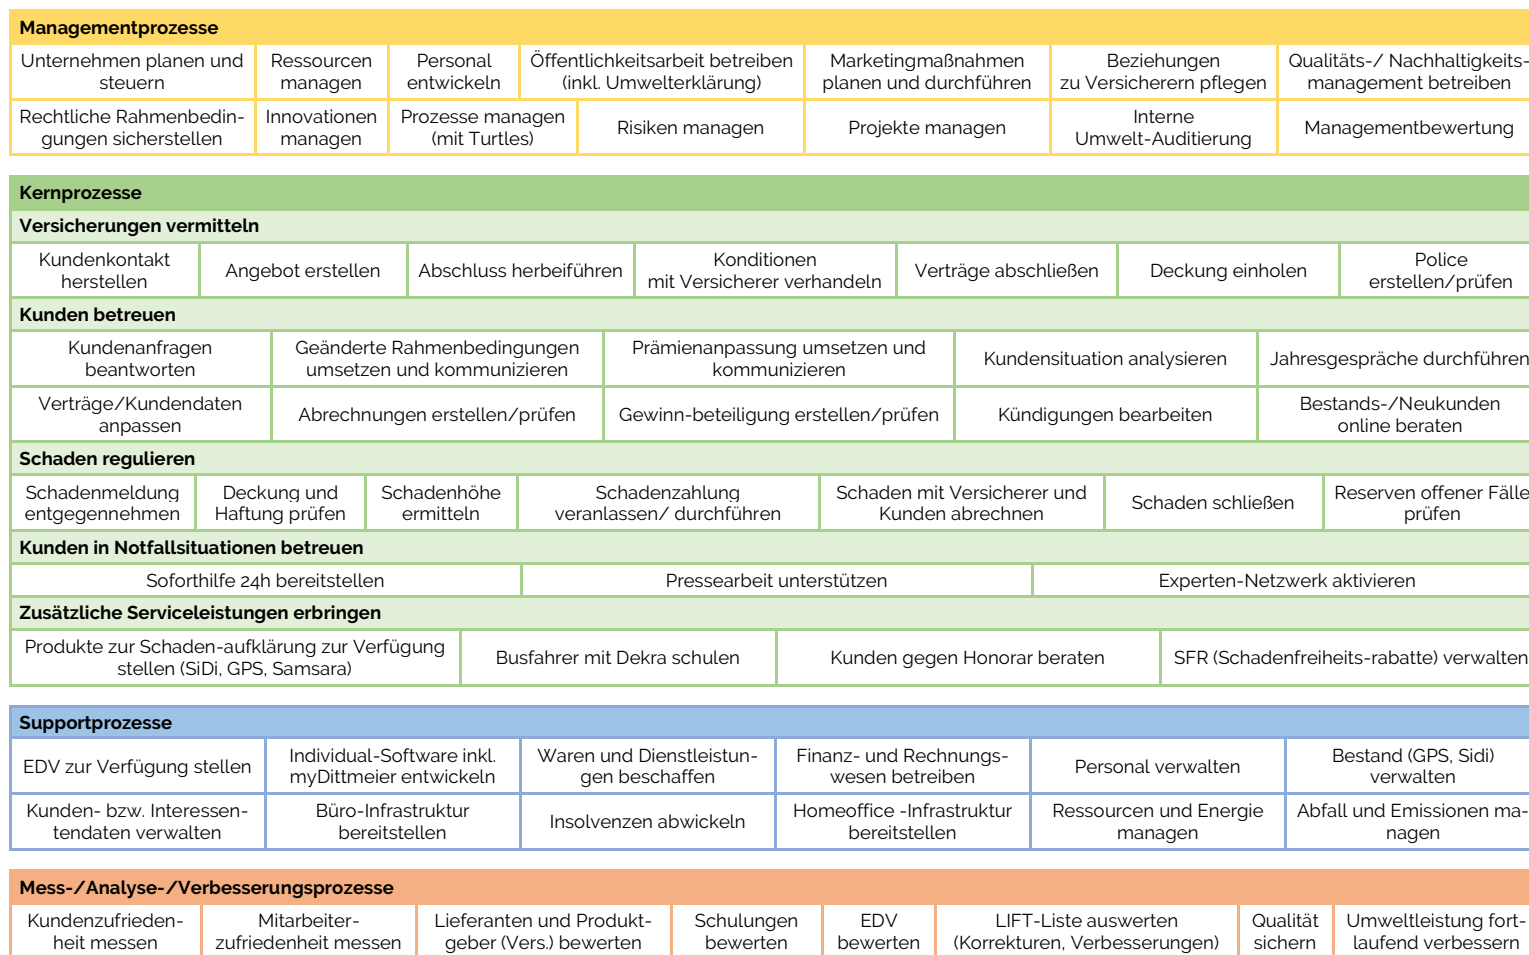 Managementprozesse
Unternehmen planen und
steuern
Ressourcen
managen
Personal
entwickeln
Öffentlichkeitsarbeit betreiben
(inkl. Umwelterklärung)
Marketingmaßnahmen
planen und durchführen
Beziehungen
zu Versicherern pflegen
Qualitäts-/ Nachhaltigkeits-
management betreiben
Rechtliche Rahmenbedin-
gungen sicherstellen
Innovationen
managen
Prozesse managen
(mit Turtles)
Risiken managen
Projekte managen
Interne
Umwelt-Auditierung
Managementbewertung
Kernprozesse
Versicherungen vermitteln
Kundenkontakt
herstellen
Angebot erstellen
Abschluss herbeiführen
Konditionen
mit Versicherer verhandeln
Verträge abschließen
Deckung einholen
Police
erstellen/prüfen
Kunden betreuen
Kundenanfragen
beantworten
Geänderte Rahmenbedingungen
umsetzen und kommunizieren
Prämienanpassung umsetzen und
kommunizieren
Kundensituation analysieren
Jahresgespräche durchführen
Verträge/Kundendaten
anpassen
Abrechnungen erstellen/prüfen
Gewinn-beteiligung erstellen/prüfen
Kündigungen bearbeiten
Bestands-/Neukunden
online beraten
Schaden regulieren
Schadenmeldung
entgegennehmen
Deckung und
Haftung prüfen
Schadenhöhe
ermitteln
Schadenzahlung
veranlassen/ durchführen
Schaden mit Versicherer und
Kunden abrechnen
Schaden schließen
Reserven offener Fälle
prüfen
Kunden in Notfallsituationen betreuen
Soforthilfe 24h bereitstellen
Pressearbeit unterstützen
Experten-Netzwerk aktivieren
Zusätzliche Serviceleistungen erbringen
Produkte zur Schaden-aufklärung zur Verfügung
stellen (SiDi, GPS, Samsara)
Busfahrer mit Dekra schulen
Kunden gegen Honorar beraten
SFR (Schadenfreiheits-rabatte) verwalten
Supportprozesse
EDV zur Verfügung stellen
Individual-Software inkl.
myDittmeier entwickeln
Waren und Dienstleistun-
gen beschaffen
Finanz- und Rechnungs-
wesen betreiben
Personal verwalten
Bestand (GPS, Sidi)
verwalten
Kunden- bzw. Interessen-
tendaten verwalten
Büro-Infrastruktur
bereitstellen
Insolvenzen abwickeln
Homeoffice -Infrastruktur
bereitstellen
Ressourcen und Energie
managen
Abfall und Emissionen ma-
nagen
Mess-/Analyse-/Verbesserungsprozesse
Kundenzufrieden-
heit messen
Mitarbeiter-
zufriedenheit messen
Lieferanten und Produkt-
geber (Vers.) bewerten
Schulungen
bewerten
EDV
bewerten
LIFT-Liste auswerten
(Korrekturen, Verbesserungen)
Qualität
sichern
Umweltleistung fort-
laufend verbessern